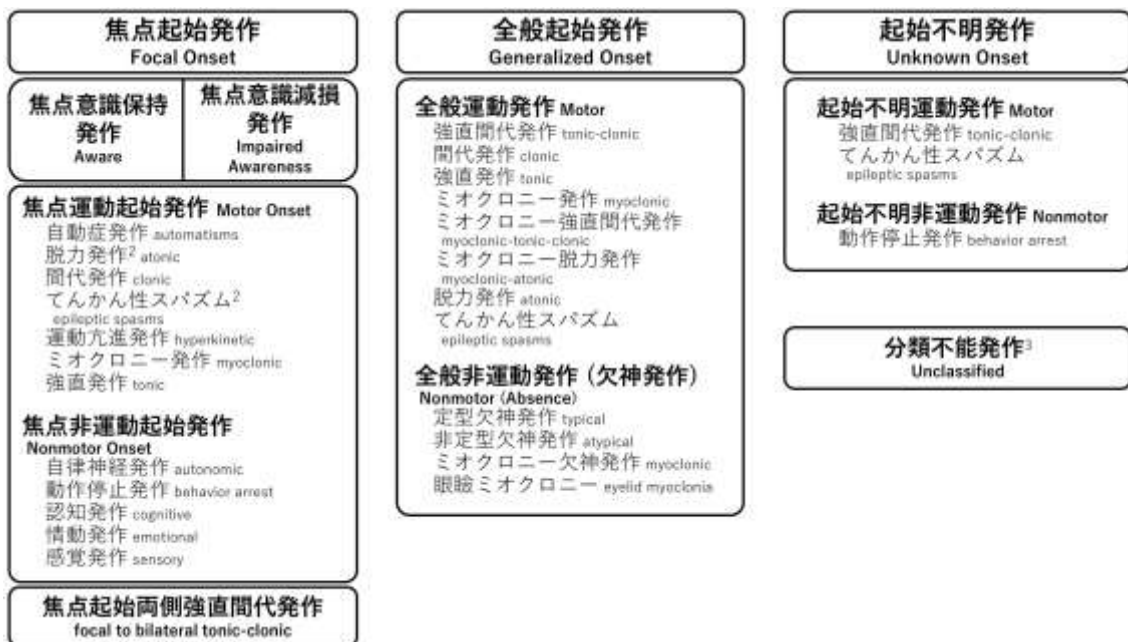 焦点起始発作
Focal Onset
焦点意識保持
発作
Aware
焦点意識減損
発作
Impaired
Awareness
焦点運動起始発作 Motor Onset
自動症発作 automatisms
脱力発作2 atonic
間代発作 clonic
てんかん性スパズム2
epileptic spasms
運動亢進発作 hyperkinetic
ミオクロニー発作 myoclonic
強直発作 tonic
焦点非運動起始発作
Nonmotor Onset
自律神経発作 autonomic
動作停止発作 behavior arrest
認知発作 cognitive
情動発作 emotional
感覚発作 sensory
焦点起始両側強直間代発作
focal to bilateral tonic-clonic
全般起始発作
Generalized Onset
全般運動発作 Motor
強直間代発作 tonic-clonic
間代発作 clonic
強直発作 tonic
ミオクロニー発作 myoclonic
ミオクロニー強直間代発作
myoclonic-tonic-clonic
ミオクロニー脱力発作
myoclonic-atonic
脱力発作 atonic
てんかん性スパズム
epileptic spasms
全般非運動発作 (欠神発作)
Nonmotor (Absence)
定型欠神発作 typical
非定型欠神発作 atypical
ミオクロニー欠神発作 myoclonic
眼瞼ミオクロニー eyelid myoclonia
起始不明発作
Unknown Onset
起始不明運動発作 Motor
強直間代発作 tonic-clonic
てんかん性スパズム
epileptic spasms
起始不明非運動発作 Nonmotor
動作停止発作 behavior arrest
分類不能発作3
Unclassified